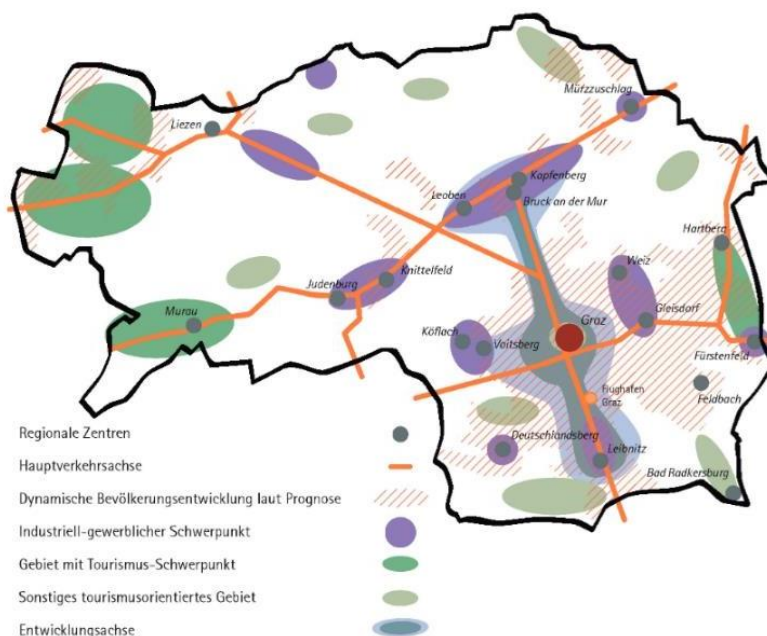 Mürzzuschlag
Liezen
Kapfenberg
Leoben
Bruck an der Mur
Hartberg
Weiz
Knittelfeld
Judenburg
Gleisdorf
Murau
Graz
Köflach
Voitsberg
Fürstenfeld
Feldbach
Flughafen
Graz
Deutschlandsberg
Leibnitz
Bad Radkersburg
Regionale Zentren
Hauptverkehrsachse
Dynamische Bevölkerungsentwicklung laut Prognose
Industriell-gewerblicher Schwerpunkt
Gebiet mit Tourismus-Schwerpunkt
Sonstiges tourismusorientiertes Gebiet
Entwicklungsachse